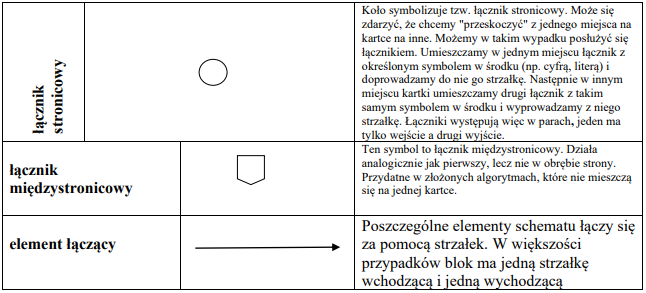 łącznik
stronicowy
Koło symbolizuje tzw. łącznik stronicowy. Może się
zdarzyć, że chcemy "przeskoczyć" z jednego miejsca na
kartce na inne. Możemy w takim wypadku posłużyć się
łącznikiem. Umieszczamy w jednym miejscu łącznik z
określonym symbolem w środku (np. cyfrą, literą) i
doprowadzamy do nie go strzałkę. Następnie w innym
miejscu kartki umieszczamy drugi łącznik z takim
samym symbolem w środku i wyprowadzamy z niego
strzałkę. Łączniki występują więc w parach, jeden ma
tylko wejście a drugi wyjście.
łącznik
międzystronicowy
Ten symbol to łącznik międzystronicowy. Działa
analogicznie jak pierwszy, lecz nie w obrębie strony.
Przydatne w złożonych algorytmach, które nie mieszczą
się na jednej kartce.
element łączący
Poszczególne elementy schematu łączy się
za pomocą strzałek. W większości
przypadków blok ma jedną strzałkę
wchodzącą i jedną wychodzącą